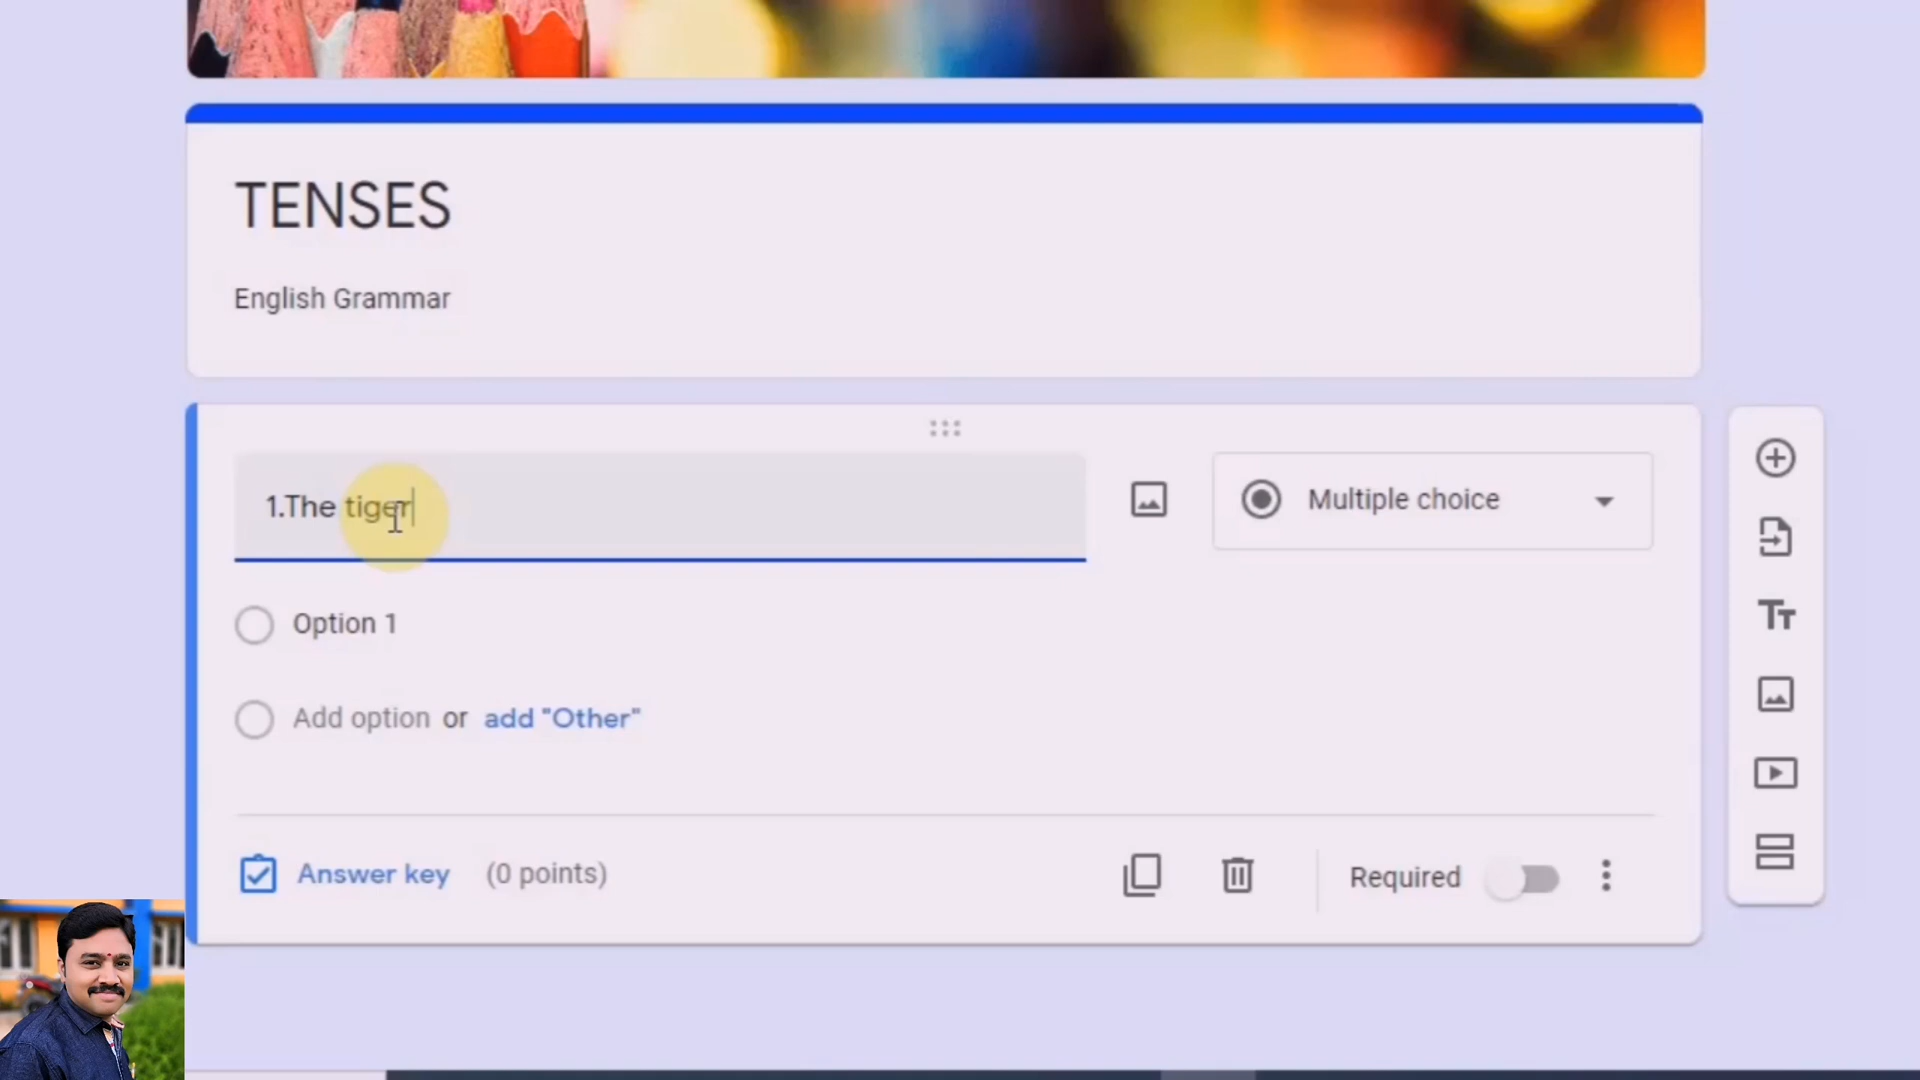 TENSES
English Grammar
1.The tiger
Multiple choice
Option 1
Add option or add "Other"
Answer key (0 points)
Required